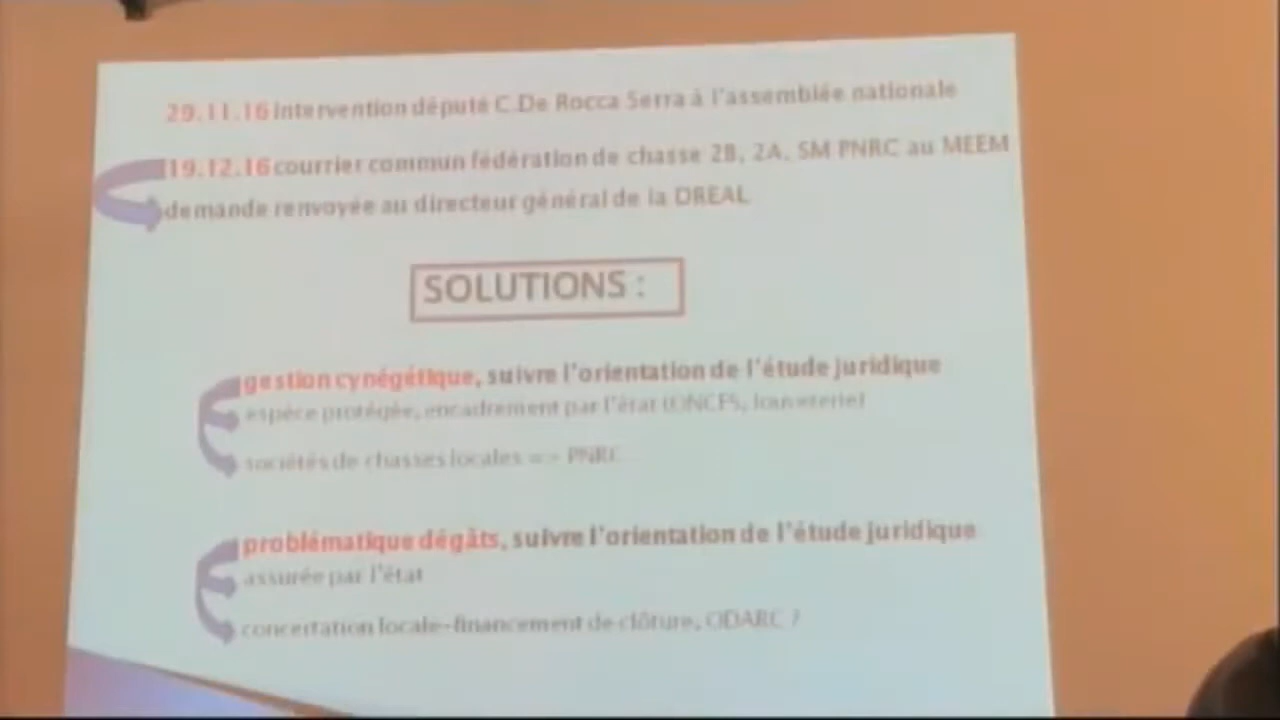 29.11.16 intervention député C.De Rocca Serra à l'assemblée nationale
19.12.16 courrier commun fédération de chasse 2B, 2A, SM PNRC au MEEM
demande renvoyée au directeur général de la DREAL
SOLUTIONS :
gestion cynégétique, suivre l'orientation de l'étude juridique
espèce protégée, encadrement par l'état (ONCFS, louveterie)
sociétés de chasses locales => PNRC
problématique dégâts, suivre l'orientation de l'étude juridique
assurée par l'état
concertation locale-financement de clôture, ODARC ?